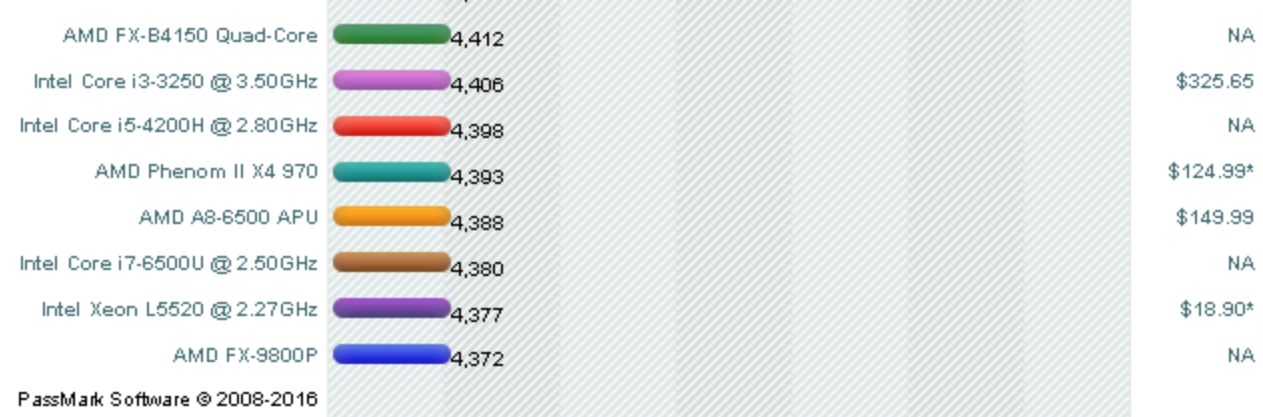 AMD FX-B4150 Quad-Core 4,412 NA
Intel Core i3-3250 @ 3.50GHz 4,406 $325.65
Intel Core i5-4200H @ 2.80GHz 4,398 NA
AMD Phenom II X4 970 4,393 $124.99*
AMD A8-6500 APU 4,388 $149.99
Intel Core i7-6500U @ 2.50GHz 4,380 NA
Intel Xeon L5520 @ 2.27GHz 4,377 $18.90*
AMD FX-9800P 4,372 NA
PassMark Software © 2008-2016